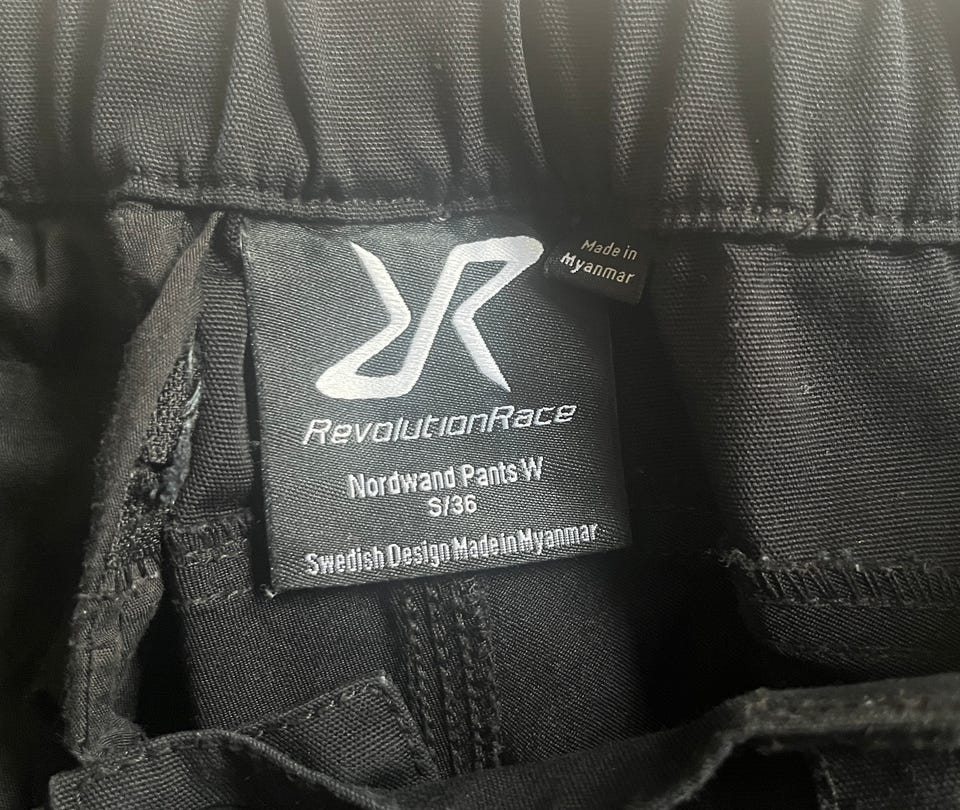 RevolutionRace
Nordwand Pants W
S/36
Swedish Design Made in Myanmar
Made in
Myanmar